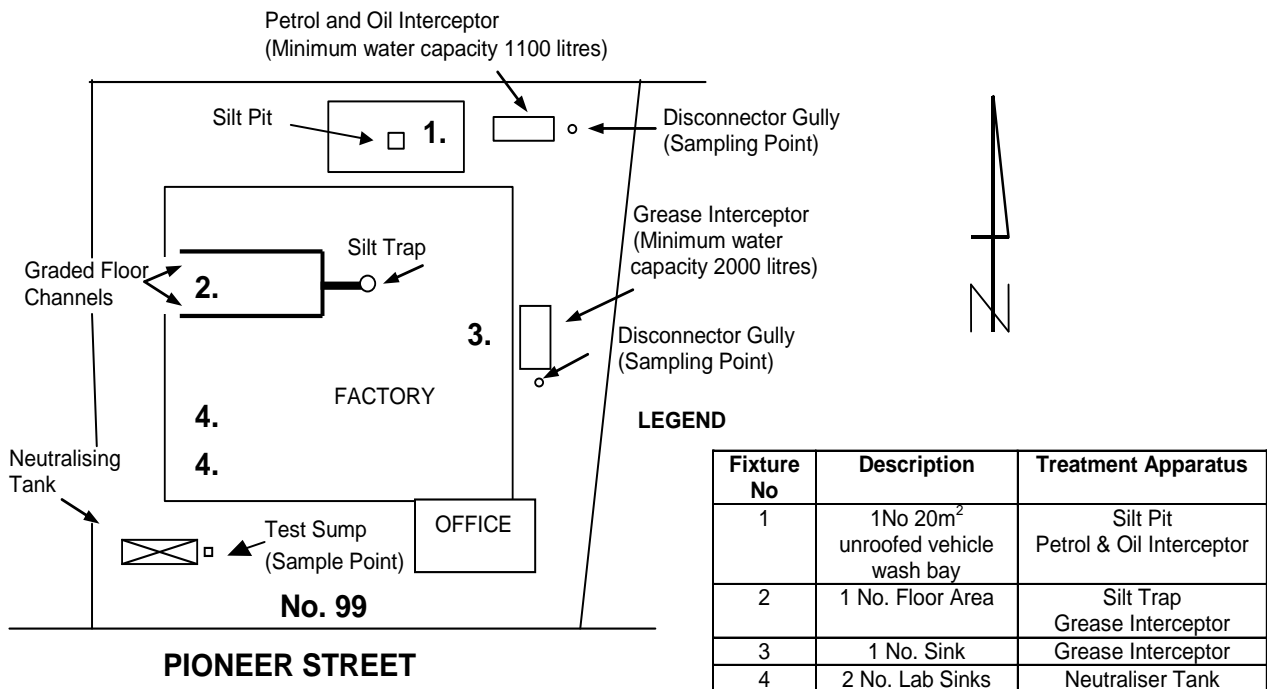 Petrol and Oil Interceptor
(Minimum water capacity 1100 litres)
Silt Pit
1.
Disconnector Gully
(Sampling Point)
Grease Interceptor
(Minimum water
capacity 2000 litres)
Silt Trap
Graded Floor
Channels
2.
3.
Disconnector Gully
(Sampling Point)
N
FACTORY
4.
4.
LEGEND
Neutralising
Tank
Test Sump
(Sample Point)
OFFICE
No. 99
PIONEER STREET
Fixture No Description Treatment Apparatus
1 1No 20m² unroofed vehicle wash bay Silt Pit Petrol & Oil Interceptor
2 1 No. Floor Area Silt Trap Grease Interceptor
3 1 No. Sink Grease Interceptor
4 2 No. Lab Sinks Neutraliser Tank